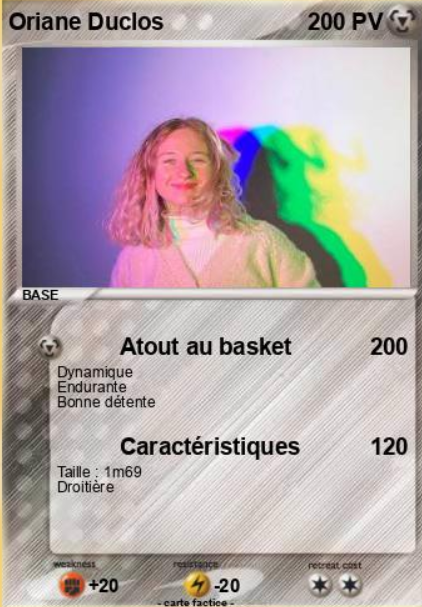 Oriane Duclos 200 PV
BASE
Atout au basket 200
Dynamique
Endurante
Bonne détente
Caractéristiques 120
Taille : 1m69
Droitière
weakness resistance retreat cost
+20 -20
- carte factice -